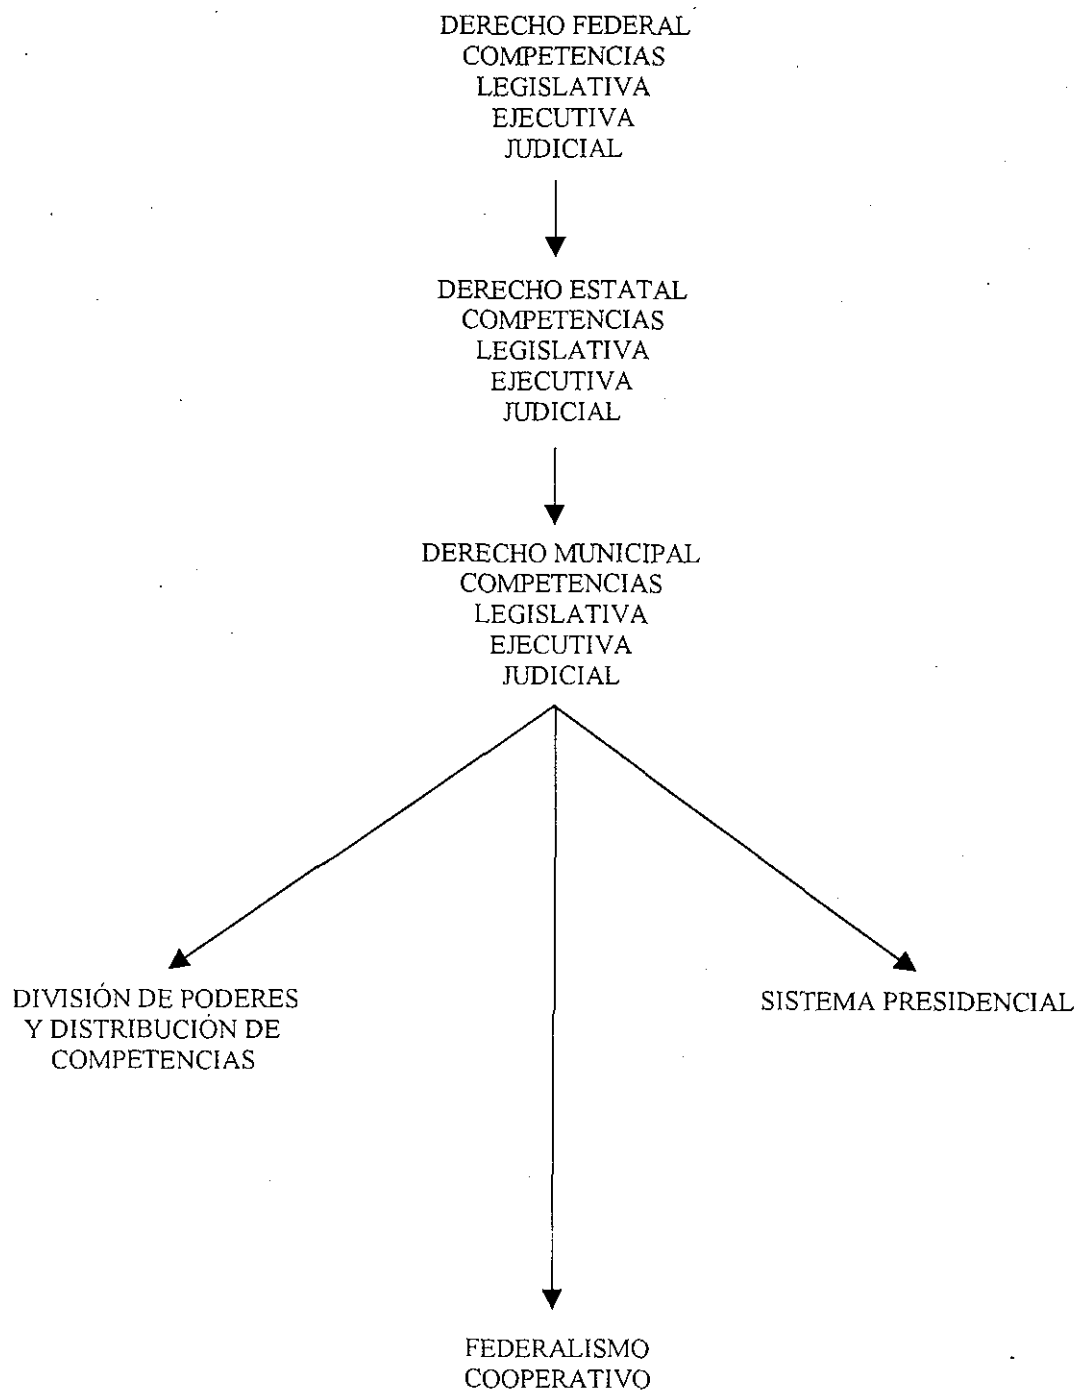 DERECHO FEDERAL
COMPETENCIAS
LEGISLATIVA
EJECUTIVA
JUDICIAL
DERECHO ESTATAL
COMPETENCIAS
LEGISLATIVA
EJECUTIVA
JUDICIAL
DERECHO MUNICIPAL
COMPETENCIAS
LEGISLATIVA
EJECUTIVA
JUDICIAL
DIVISIÓN DE PODERES
Y DISTRIBUCIÓN DE
COMPETENCIAS
SISTEMA PRESIDENCIAL
FEDERALISMO
COOPERATIVO